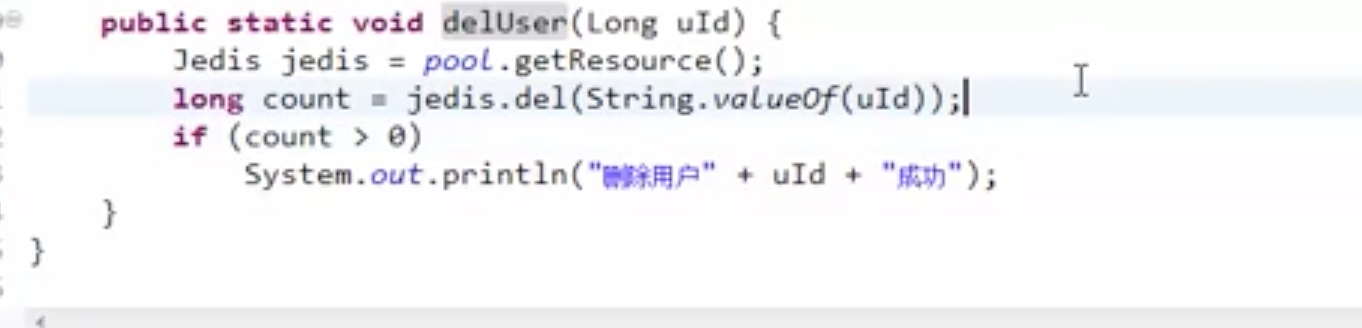 public static void delUser(Long uId) {
Jedis jedis = pool.getResource();
long count = jedis.del(String.valueOf(uId));
if (count > 0)
System.out.println("删除用户" + uId + "成功");
}
}